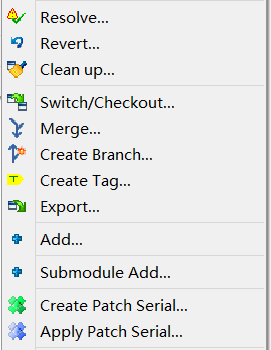 Resolve...
Revert...
Clean up...
Switch/Checkout...
Merge...
Create Branch...
Create Tag...
Export...
Add...
Submodule Add...
Create Patch Serial...
Apply Patch Serial...